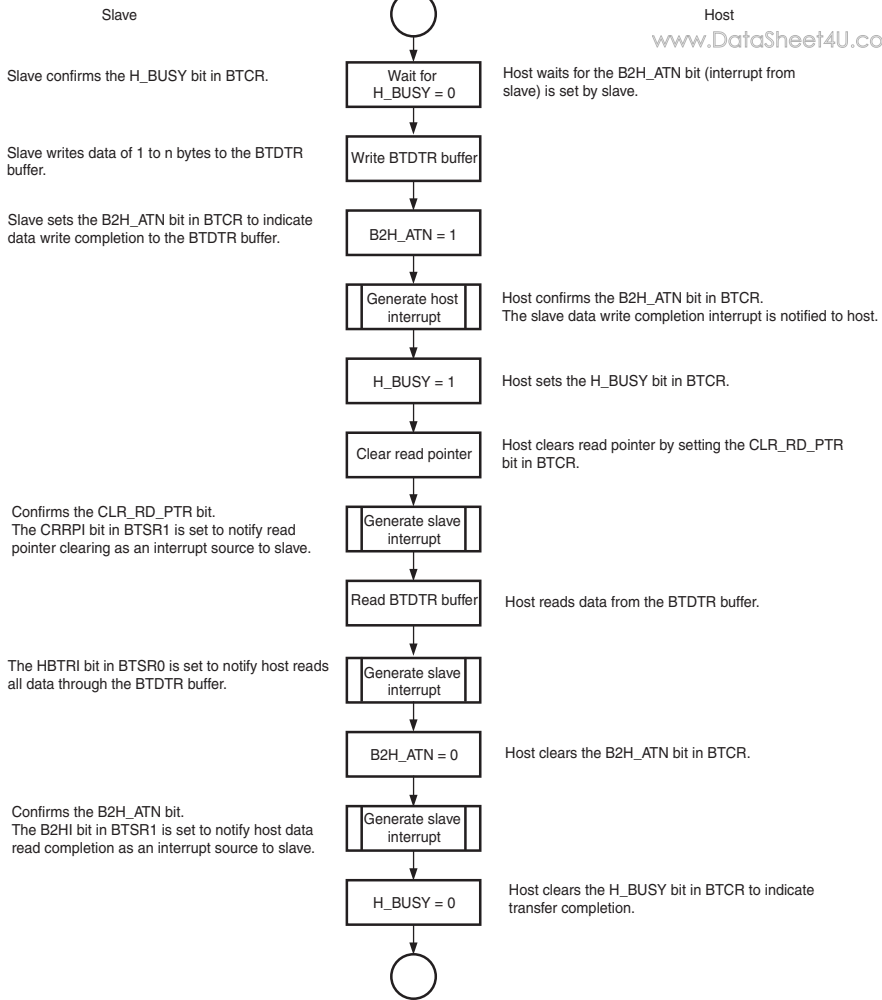 Slave
Host
www.DataSheet4U.co
Slave confirms the H_BUSY bit in BTCR.
Wait for
H_BUSY = 0
Host waits for the B2H_ATN bit (interrupt from
slave) is set by slave.
Slave writes data of 1 to n bytes to the BTDTR
buffer.
Write BTDTR buffer
Slave sets the B2H_ATN bit in BTCR to indicate
data write completion to the BTDTR buffer.
B2H_ATN = 1
Generate host
interrupt
Host confirms the B2H_ATN bit in BTCR.
The slave data write completion interrupt is notified to host.
H_BUSY = 1
Host sets the H_BUSY bit in BTCR.
Clear read pointer
Host clears read pointer by setting the CLR_RD_PTR
bit in BTCR.
Confirms the CLR_RD_PTR bit.
The CRRPI bit in BTSR1 is set to notify read
pointer clearing as an interrupt source to slave.
Generate slave
interrupt
Read BTDTR buffer
Host reads data from the BTDTR buffer.
The HBTRI bit in BTSR0 is set to notify host reads
all data through the BTDTR buffer.
Generate slave
interrupt
B2H_ATN = 0
Host clears the B2H_ATN bit in BTCR.
Confirms the B2H_ATN bit.
The B2HI bit in BTSR1 is set to notify host data
read completion as an interrupt source to slave.
Generate slave
interrupt
H_BUSY = 0
Host clears the H_BUSY bit in BTCR to indicate
transfer completion.